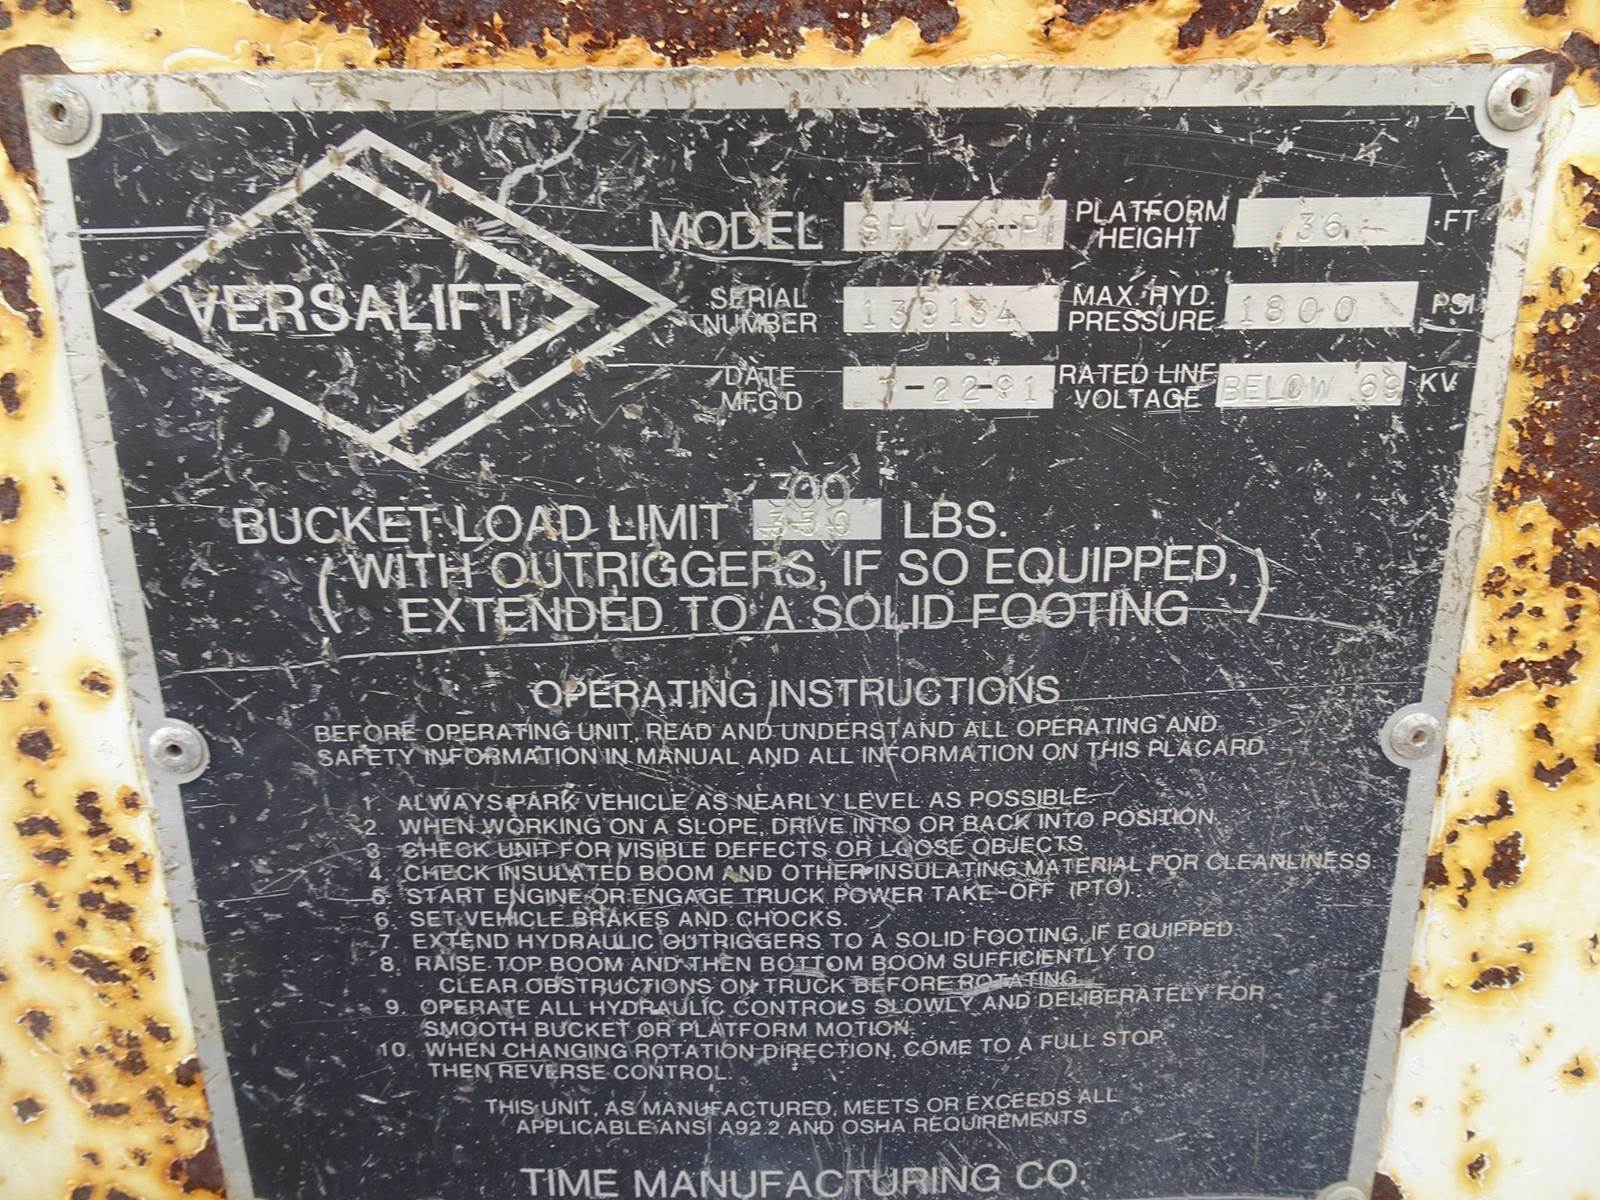 VERSALIFT
MODEL SHV-36-PI PLATFORM HEIGHT 36 FT
SERIAL NUMBER 139134 MAX. HYD. PRESSURE 1800 PSI
DATE MFG'D 7-22-91 RATED LINE VOLTAGE BELOW 69 KV
BUCKET LOAD LIMIT 300 LBS.
(WITH OUTRIGGERS, IF SO EQUIPPED,
EXTENDED TO A SOLID FOOTING)
OPERATING INSTRUCTIONS
BEFORE OPERATING UNIT, READ AND UNDERSTAND ALL OPERATING AND
SAFETY INFORMATION IN MANUAL AND ALL INFORMATION ON THIS PLACARD
1. ALWAYS PARK VEHICLE AS NEARLY LEVEL AS POSSIBLE.
2. WHEN WORKING ON A SLOPE, DRIVE INTO OR BACK INTO POSITION.
3. CHECK UNIT FOR VISIBLE DEFECTS OR LOOSE OBJECTS
4. CHECK INSULATED BOOM AND OTHER INSULATING MATERIAL FOR CLEANLINESS.
5. START ENGINE OR ENGAGE TRUCK POWER TAKE-OFF (PTO).
6. SET VEHICLE BRAKES AND CHOCKS.
7. EXTEND HYDRAULIC OUTRIGGERS TO A SOLID FOOTING, IF EQUIPPED
8. RAISE TOP BOOM AND THEN BOTTOM BOOM SUFFICIENTLY TO
CLEAR OBSTRUCTIONS ON TRUCK BEFORE ROTATING.
9. OPERATE ALL HYDRAULIC CONTROLS SLOWLY AND DELIBERATELY FOR
SMOOTH BUCKET OR PLATFORM MOTION.
10. WHEN CHANGING ROTATION DIRECTION, COME TO A FULL STOP.
THEN REVERSE CONTROL.
THIS UNIT, AS MANUFACTURED, MEETS OR EXCEEDS ALL
APPLICABLE ANSI A92.2 AND OSHA REQUIREMENTS
TIME MANUFACTURING CO.